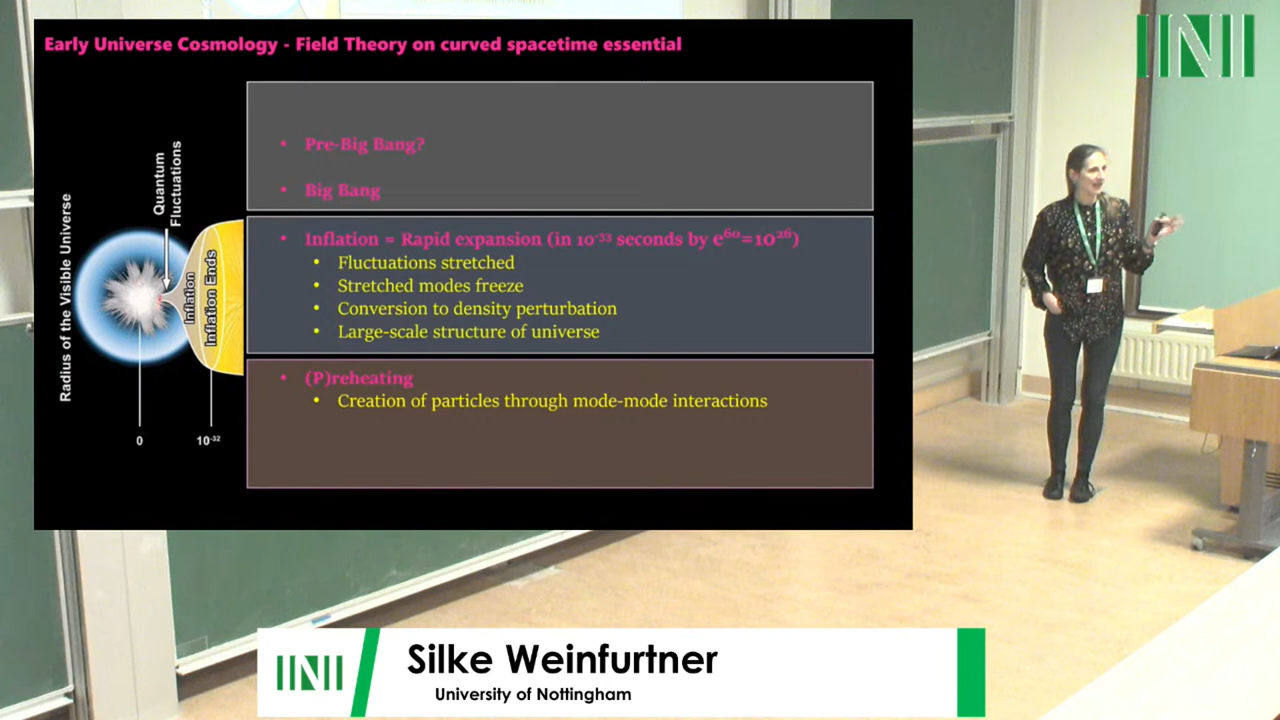 Early Universe Cosmology - Field Theory on curved spacetime essential
INI
Radius of the Visible Universe
Quantum
Fluctuations
Inflation
Inflation Ends
0
10⁻³²
• Pre-Big Bang?
• Big Bang
• Inflation = Rapid expansion (in 10⁻³³ seconds by e⁶⁰=10²⁶)
• Fluctuations stretched
• Stretched modes freeze
• Conversion to density perturbation
• Large-scale structure of universe
• (P)reheating
• Creation of particles through mode-mode interactions
INI
Silke Weinfurtner
University of Nottingham